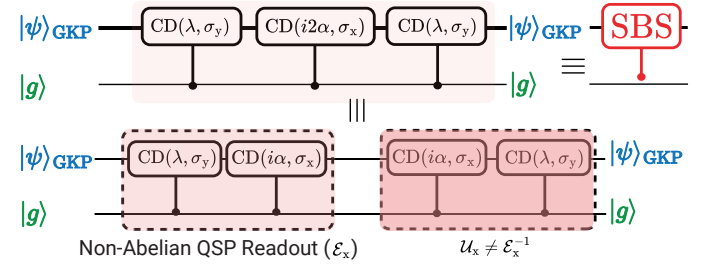 |ψ⟩GKP CD(λ, σy) CD(i2α, σx) CD(λ, σy) |ψ⟩GKP SBS
|g⟩ |g⟩ ≡
|||
|ψ⟩GKP CD(λ, σy) CD(iα, σx) CD(iα, σx) CD(λ, σy) |ψ⟩GKP
|g⟩ |g⟩
Non-Abelian QSP Readout (ℰx) 𝒰x ≠ ℰx⁻¹